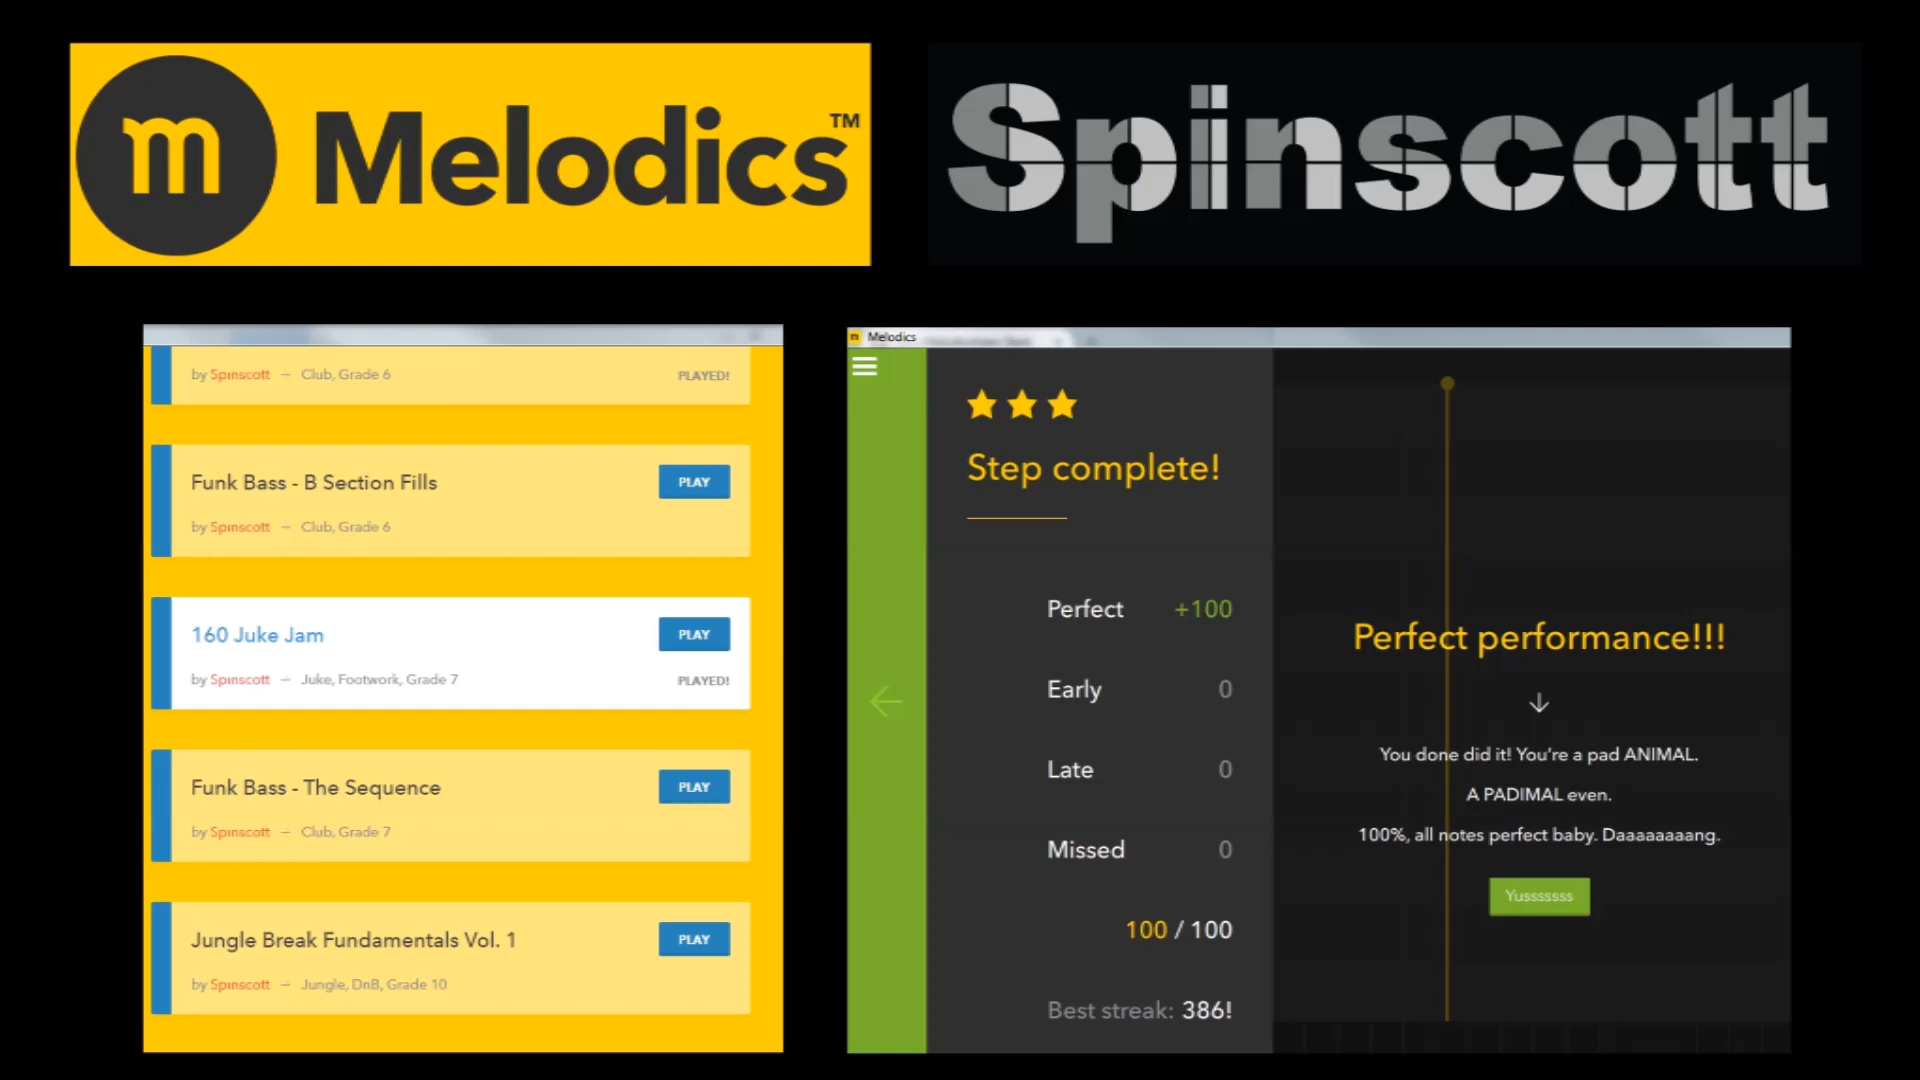 m Melodics™
Spinscott
by Spinscott – Club, Grade 6 PLAYED!
Funk Bass - B Section Fills PLAY
by Spinscott – Club, Grade 6
160 Juke Jam PLAY
by Spinscott – Juke, Footwork, Grade 7 PLAYED!
Funk Bass - The Sequence PLAY
by Spinscott – Club, Grade 7
Jungle Break Fundamentals Vol. 1 PLAY
by Spinscott – Jungle, DnB, Grade 10
m Melodics
Step complete!
Perfect +100
Early 0
Late 0
Missed 0
100 / 100
Best streak: 386!
Perfect performance!!!
You done did it! You're a pad ANIMAL.
A PADIMAL even.
100%, all notes perfect baby. Daaaaaaaang.
Yusssssss